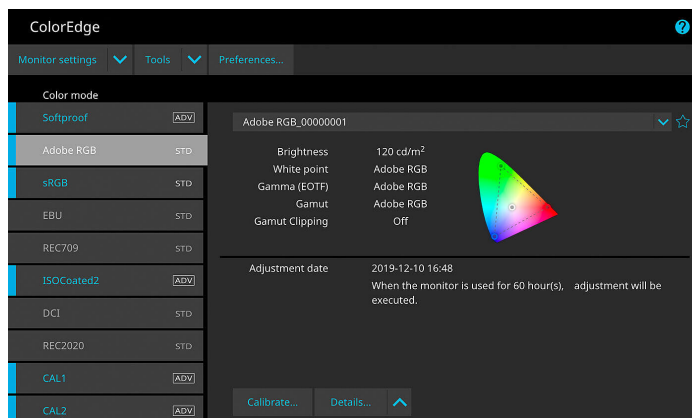 ColorEdge
?
Monitor settings Tools Preferences...
Color mode
Softproof ADV
Adobe RGB STD
sRGB STD
EBU STD
REC709 STD
ISOCoated2 ADV
DCI STD
REC2020 STD
CAL1 ADV
CAL2 ADV
Adobe RGB_00000001
Brightness 120 cd/m²
White point Adobe RGB
Gamma (EOTF) Adobe RGB
Gamut Adobe RGB
Gamut Clipping Off
Adjustment date 2019-12-10 16:48
When the monitor is used for 60 hour(s), adjustment will be
executed.
Calibrate... Details...